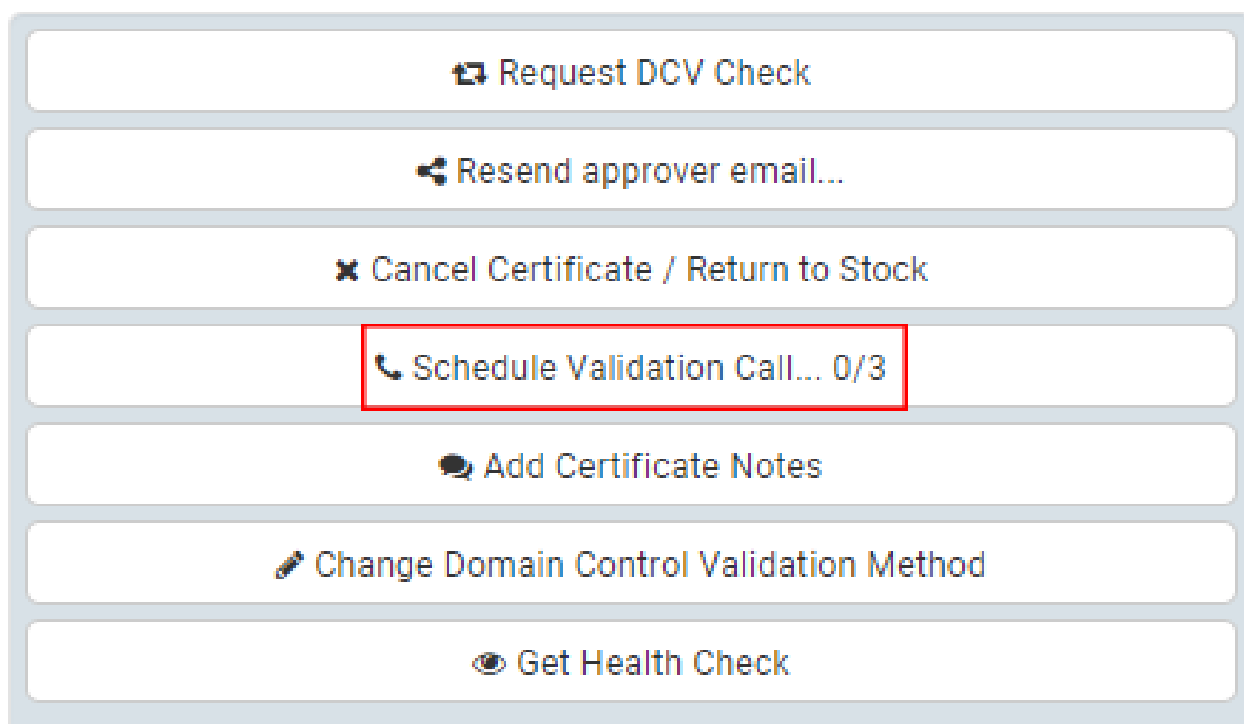 Request DCV Check
Resend approver email...
Cancel Certificate / Return to Stock
Schedule Validation Call... 0/3
Add Certificate Notes
Change Domain Control Validation Method
Get Health Check